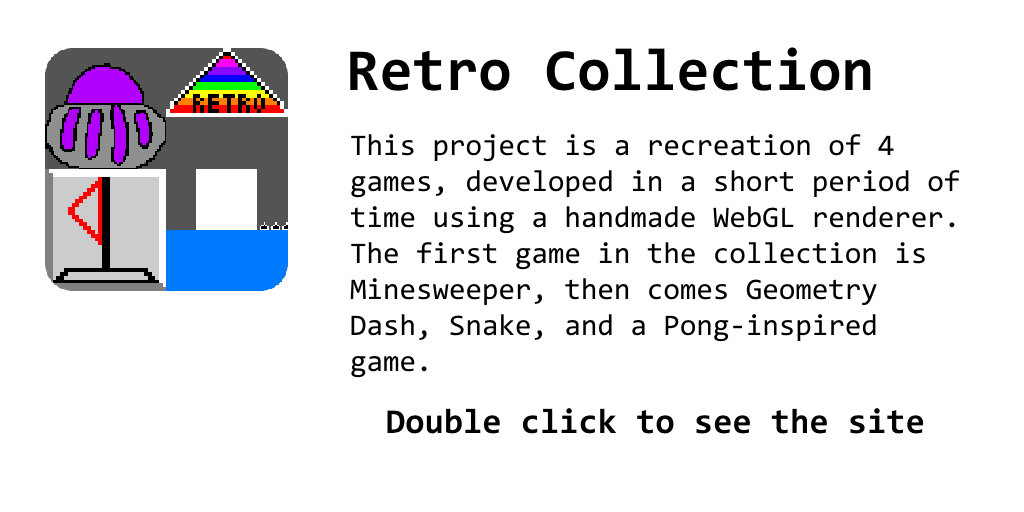 RETRO
Retro Collection
This project is a recreation of 4
games, developed in a short period of
time using a handmade WebGL renderer.
The first game in the collection is
Minesweeper, then comes Geometry
Dash, Snake, and a Pong-inspired
game.
Double click to see the site